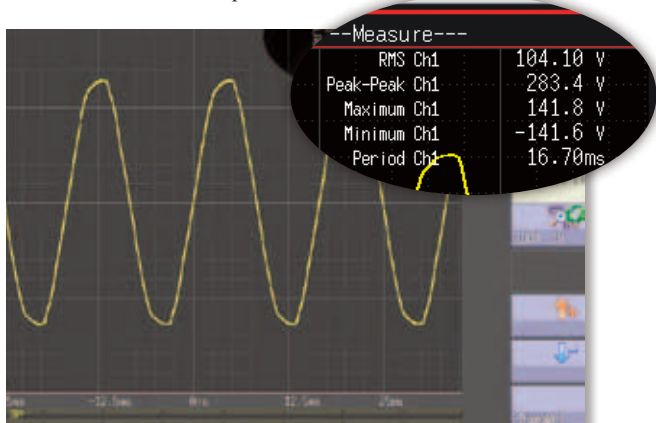 --Measure---
RMS Ch1 104.10 V
Peak-Peak Ch1 283.4 V
Maximum Ch1 141.8 V
Minimum Ch1 -141.6 V
Period Ch1 16.70ms
-12.5ms 0rs 12.5ms 25ms